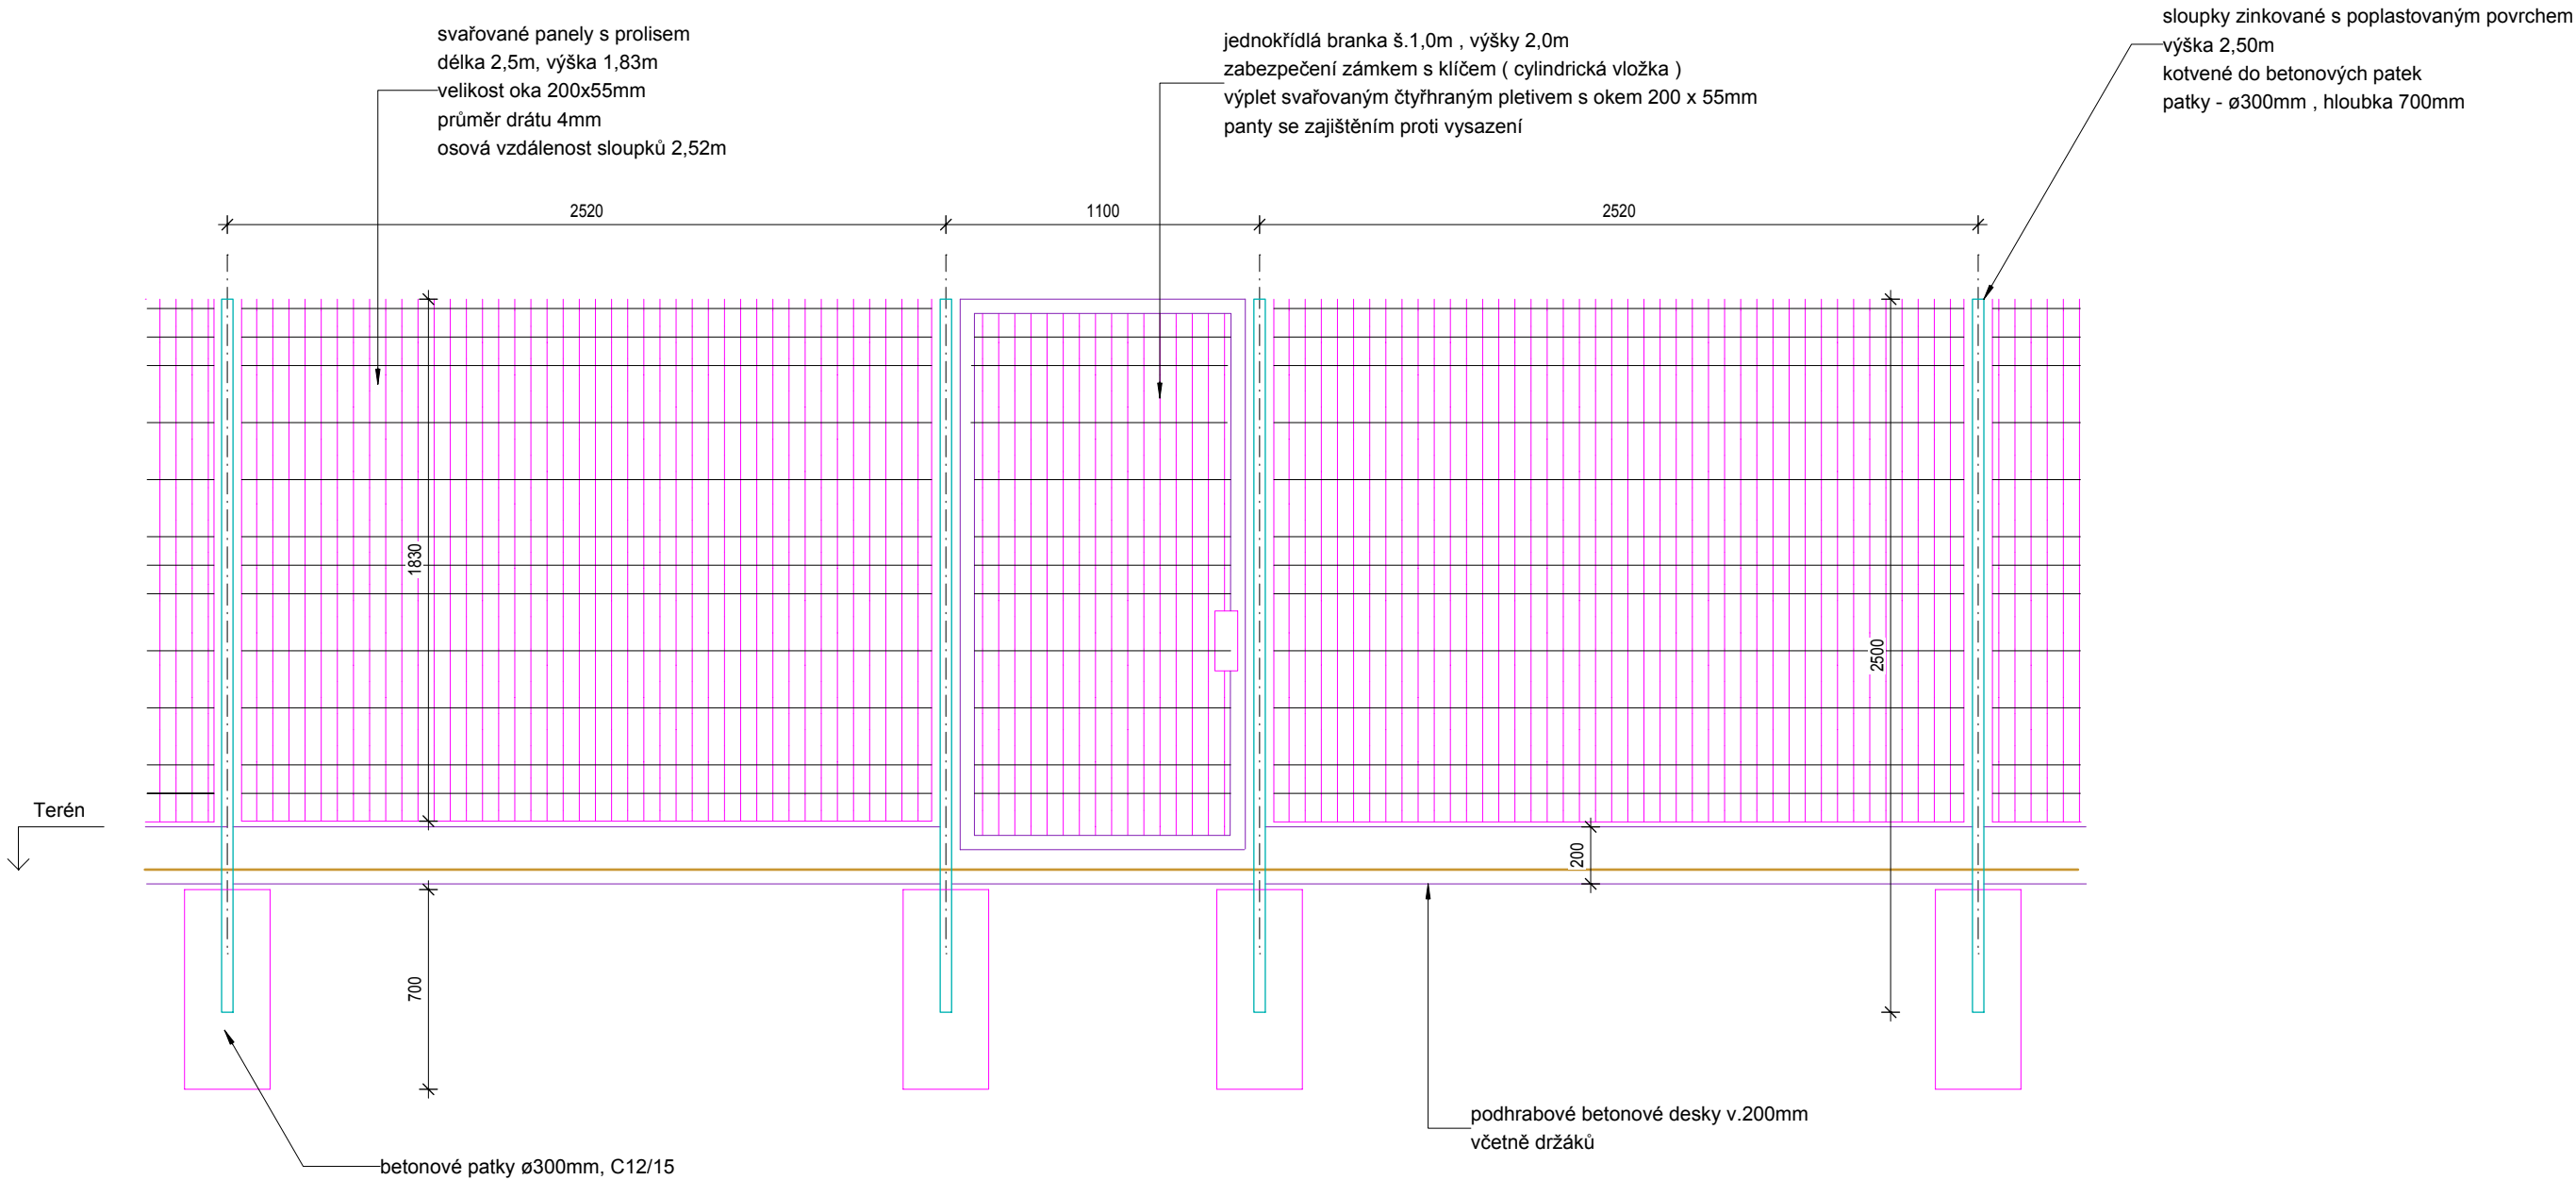 svařované panely s prolisem
délka 2,5m, výška 1,83m
velikost oka 200x55mm
průměr drátu 4mm
osová vzdálenost sloupků 2,52m
jednokřídlá branka š.1,0m , výšky 2,0m
zabezpečení zámkem s klíčem ( cylindrická vložka )
výplet svařovaným čtyřhraným pletivem s okem 200 x 55mm
panty se zajištěním proti vysazení
sloupky zinkované s poplastovaným povrchem
výška 2,50m
kotvené do betonových patek
patky - ø300mm , hloubka 700mm
2520
1100
2520
1830
2500
Terén
200
700
podhrabové betonové desky v.200mm
včetně držáků
betonové patky ø300mm, C12/15